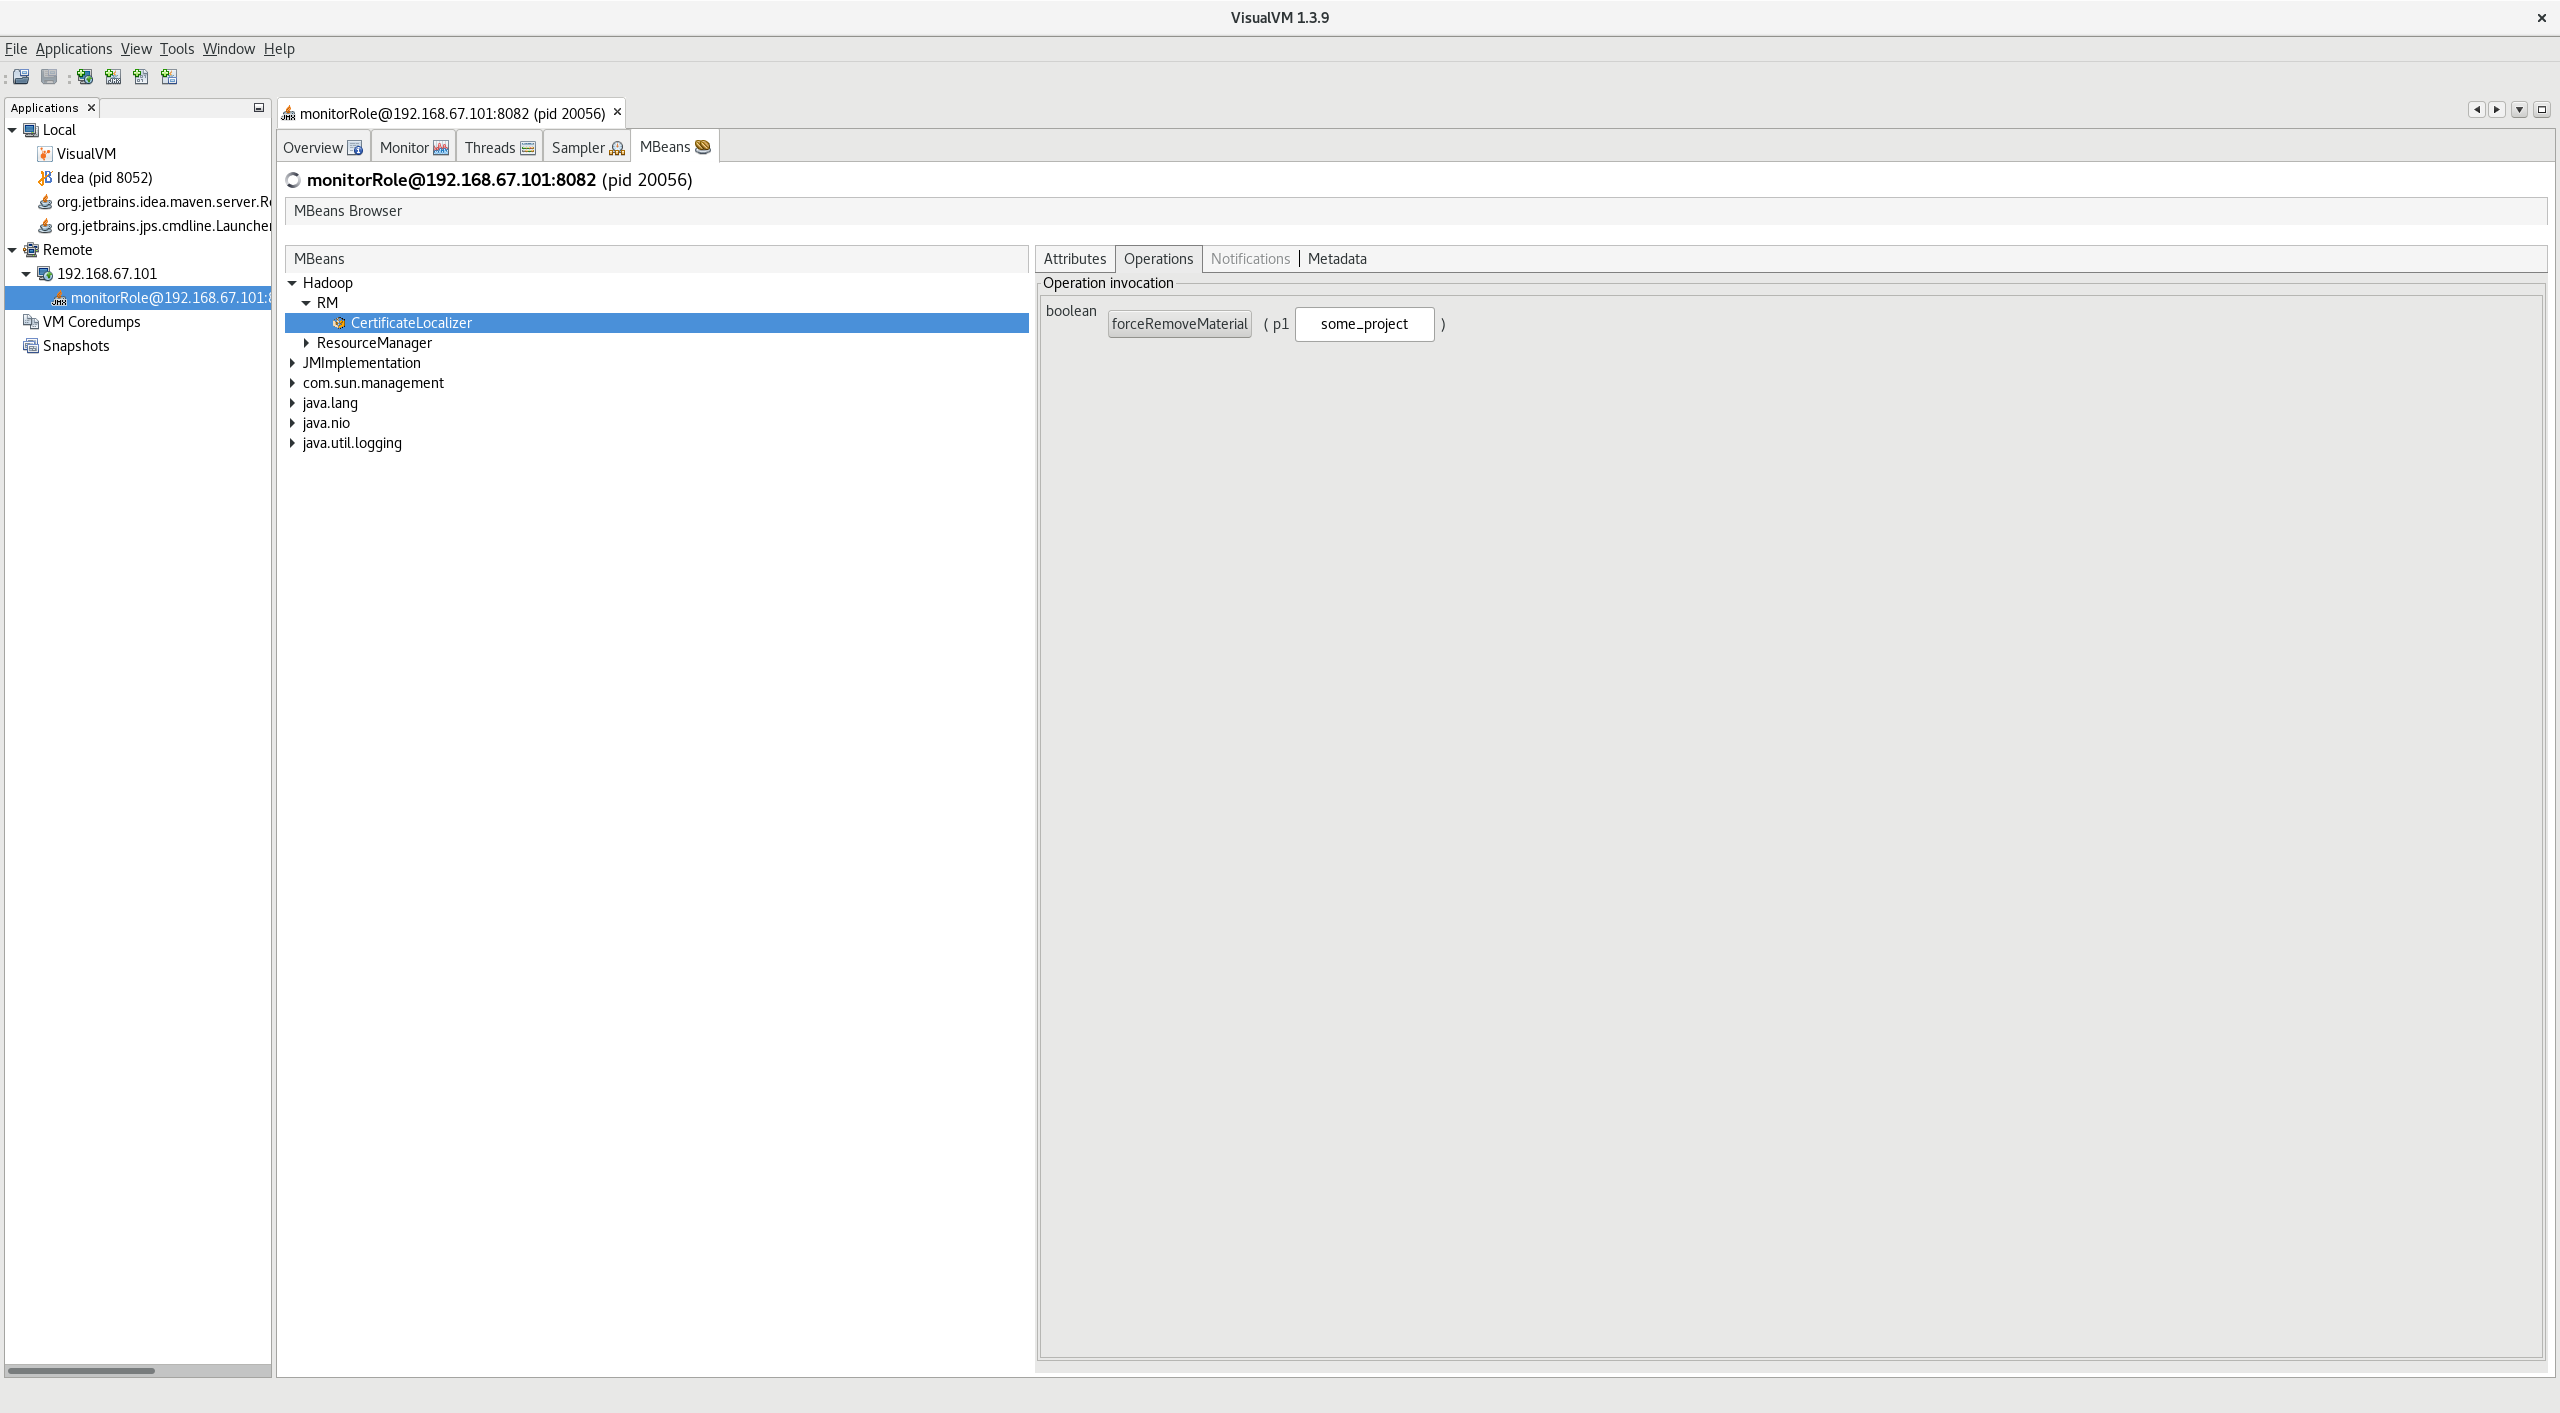 VisualVM 1.3.9
File Applications View Tools Window Help
Applications
Local
VisualVM
Idea (pid 8052)
org.jetbrains.idea.maven.server.Re
org.jetbrains.jps.cmdline.Launcher
Remote
192.168.67.101
monitorRole@192.168.67.101:8
VM Coredumps
Snapshots
monitorRole@192.168.67.101:8082 (pid 20056)
Overview Monitor Threads Sampler MBeans
monitorRole@192.168.67.101:8082 (pid 20056)
MBeans Browser
MBeans
Hadoop
RM
CertificateLocalizer
ResourceManager
JMImplementation
com.sun.management
java.lang
java.nio
java.util.logging
Attributes Operations Notifications Metadata
Operation invocation
boolean forceRemoveMaterial ( p1 some_project )